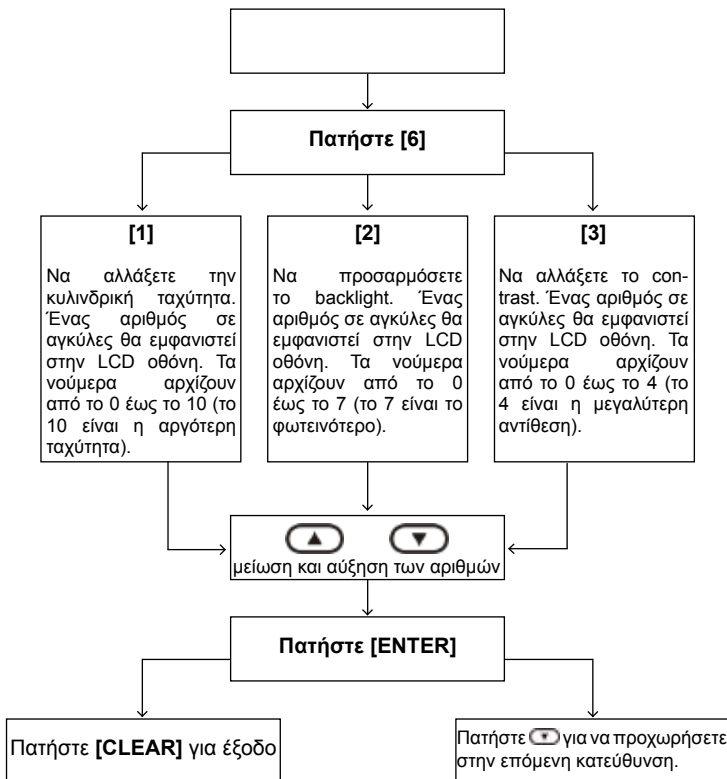 Πατήστε [6]
[1]
Να αλλάξετε την
κυλινδρική ταχύτητα.
Ένας αριθμός σε
αγκύλες θα εμφανιστεί
στην LCD οθόνη. Τα
νούμερα αρχίζουν
από το 0 έως το 10 (το
10 είναι η αργότερη
ταχύτητα).
[2]
Να προσαρμόσετε
το backlight. Ένας
αριθμός σε αγκύλες θα
εμφανιστεί στην LCD
οθόνη. Τα νούμερα
αρχίζουν από το 0
έως το 7 (το 7 είναι το
φωτεινότερο).
[3]
Να αλλάξετε το con-
trast. Ένας αριθμός σε
αγκύλες θα εμφανιστεί
στην LCD οθόνη. Τα
νούμερα αρχίζουν
από το 0 έως το 4 (το
4 είναι η μεγαλύτερη
αντίθεση).
μείωση και αύξηση των αριθμών
Πατήστε [ENTER]
Πατήστε [CLEAR] για έξοδο
Πατήστε για να προχωρήσετε
στην επόμενη κατεύθυνση.